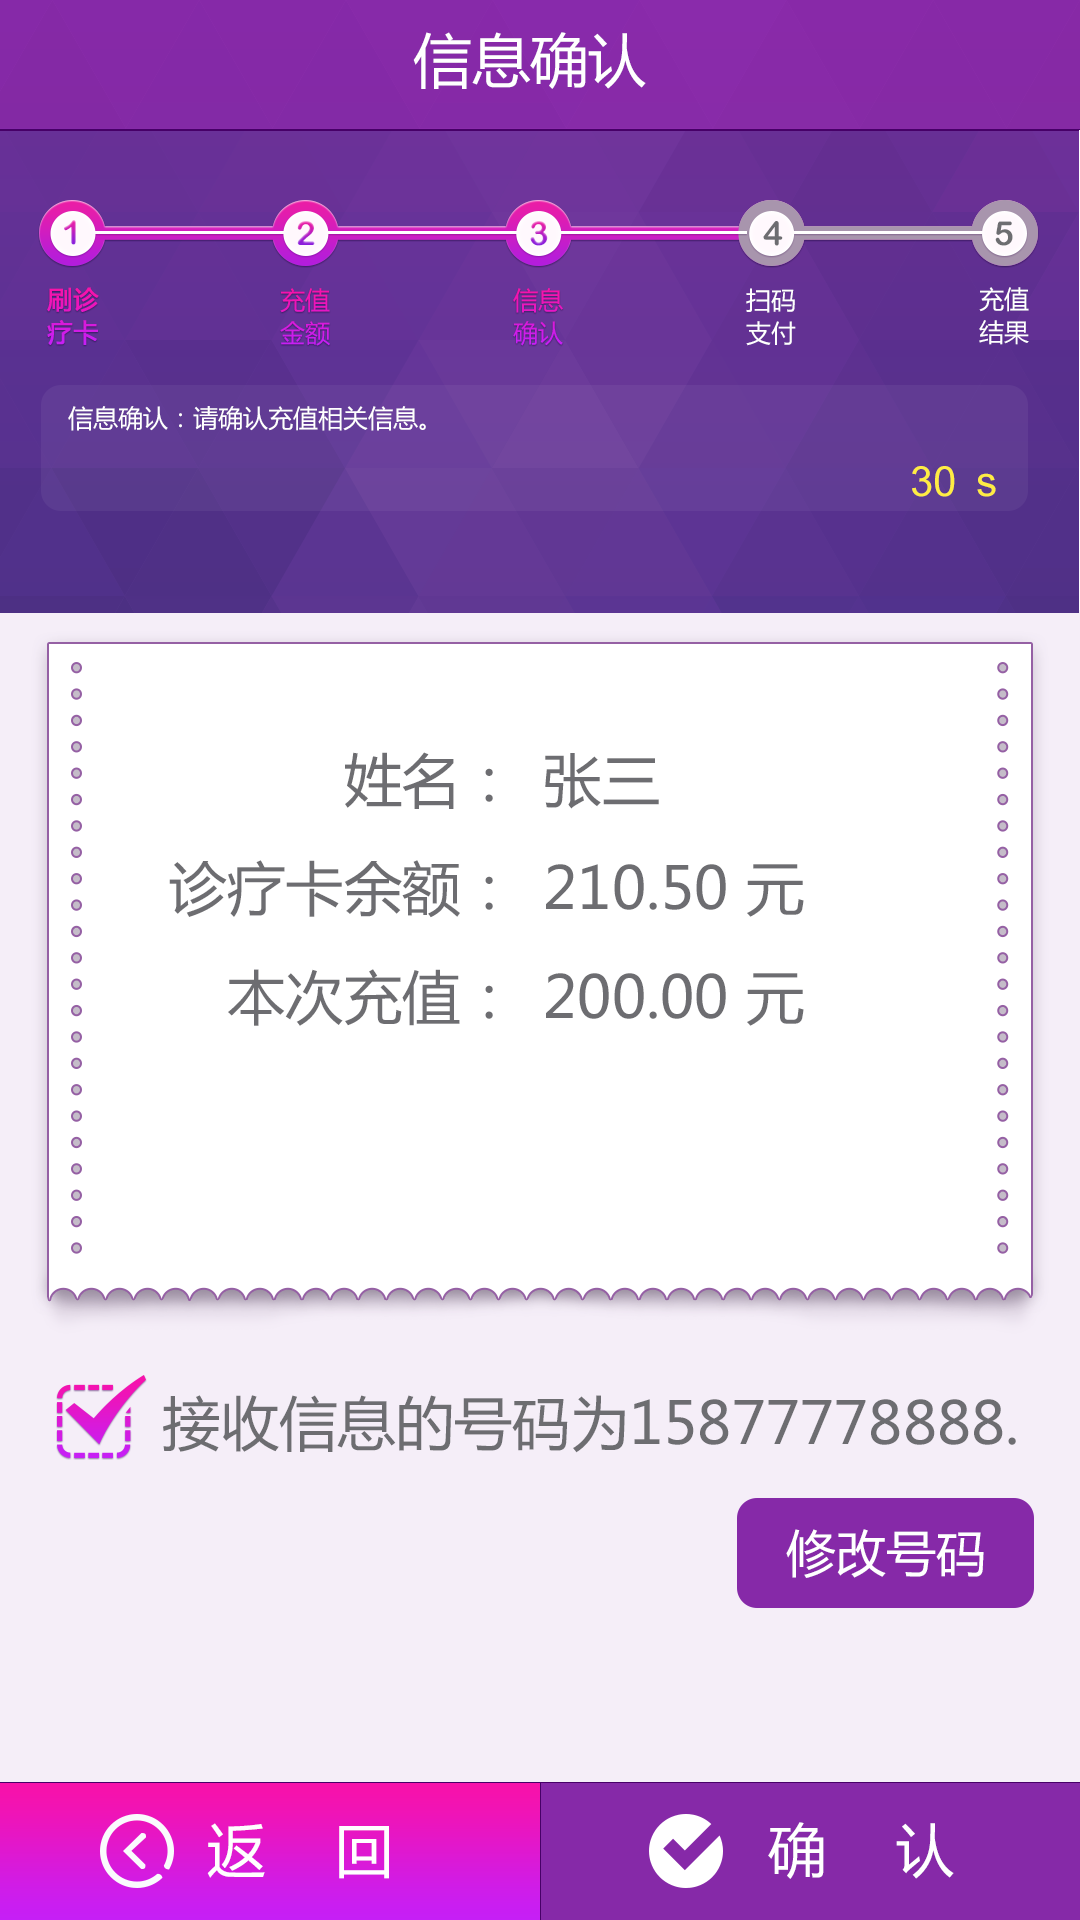 信息确认
1 2 3 4 5
刷诊 充值 信息 扫码 充值
疗卡 金额 确认 支付 结果
信息确认：请确认充值相关信息。
30 s
姓名： 张三
诊疗卡余额： 210.50 元
本次充值： 200.00 元
接收信息的号码为15877778888.
修改号码
返 回 确 认